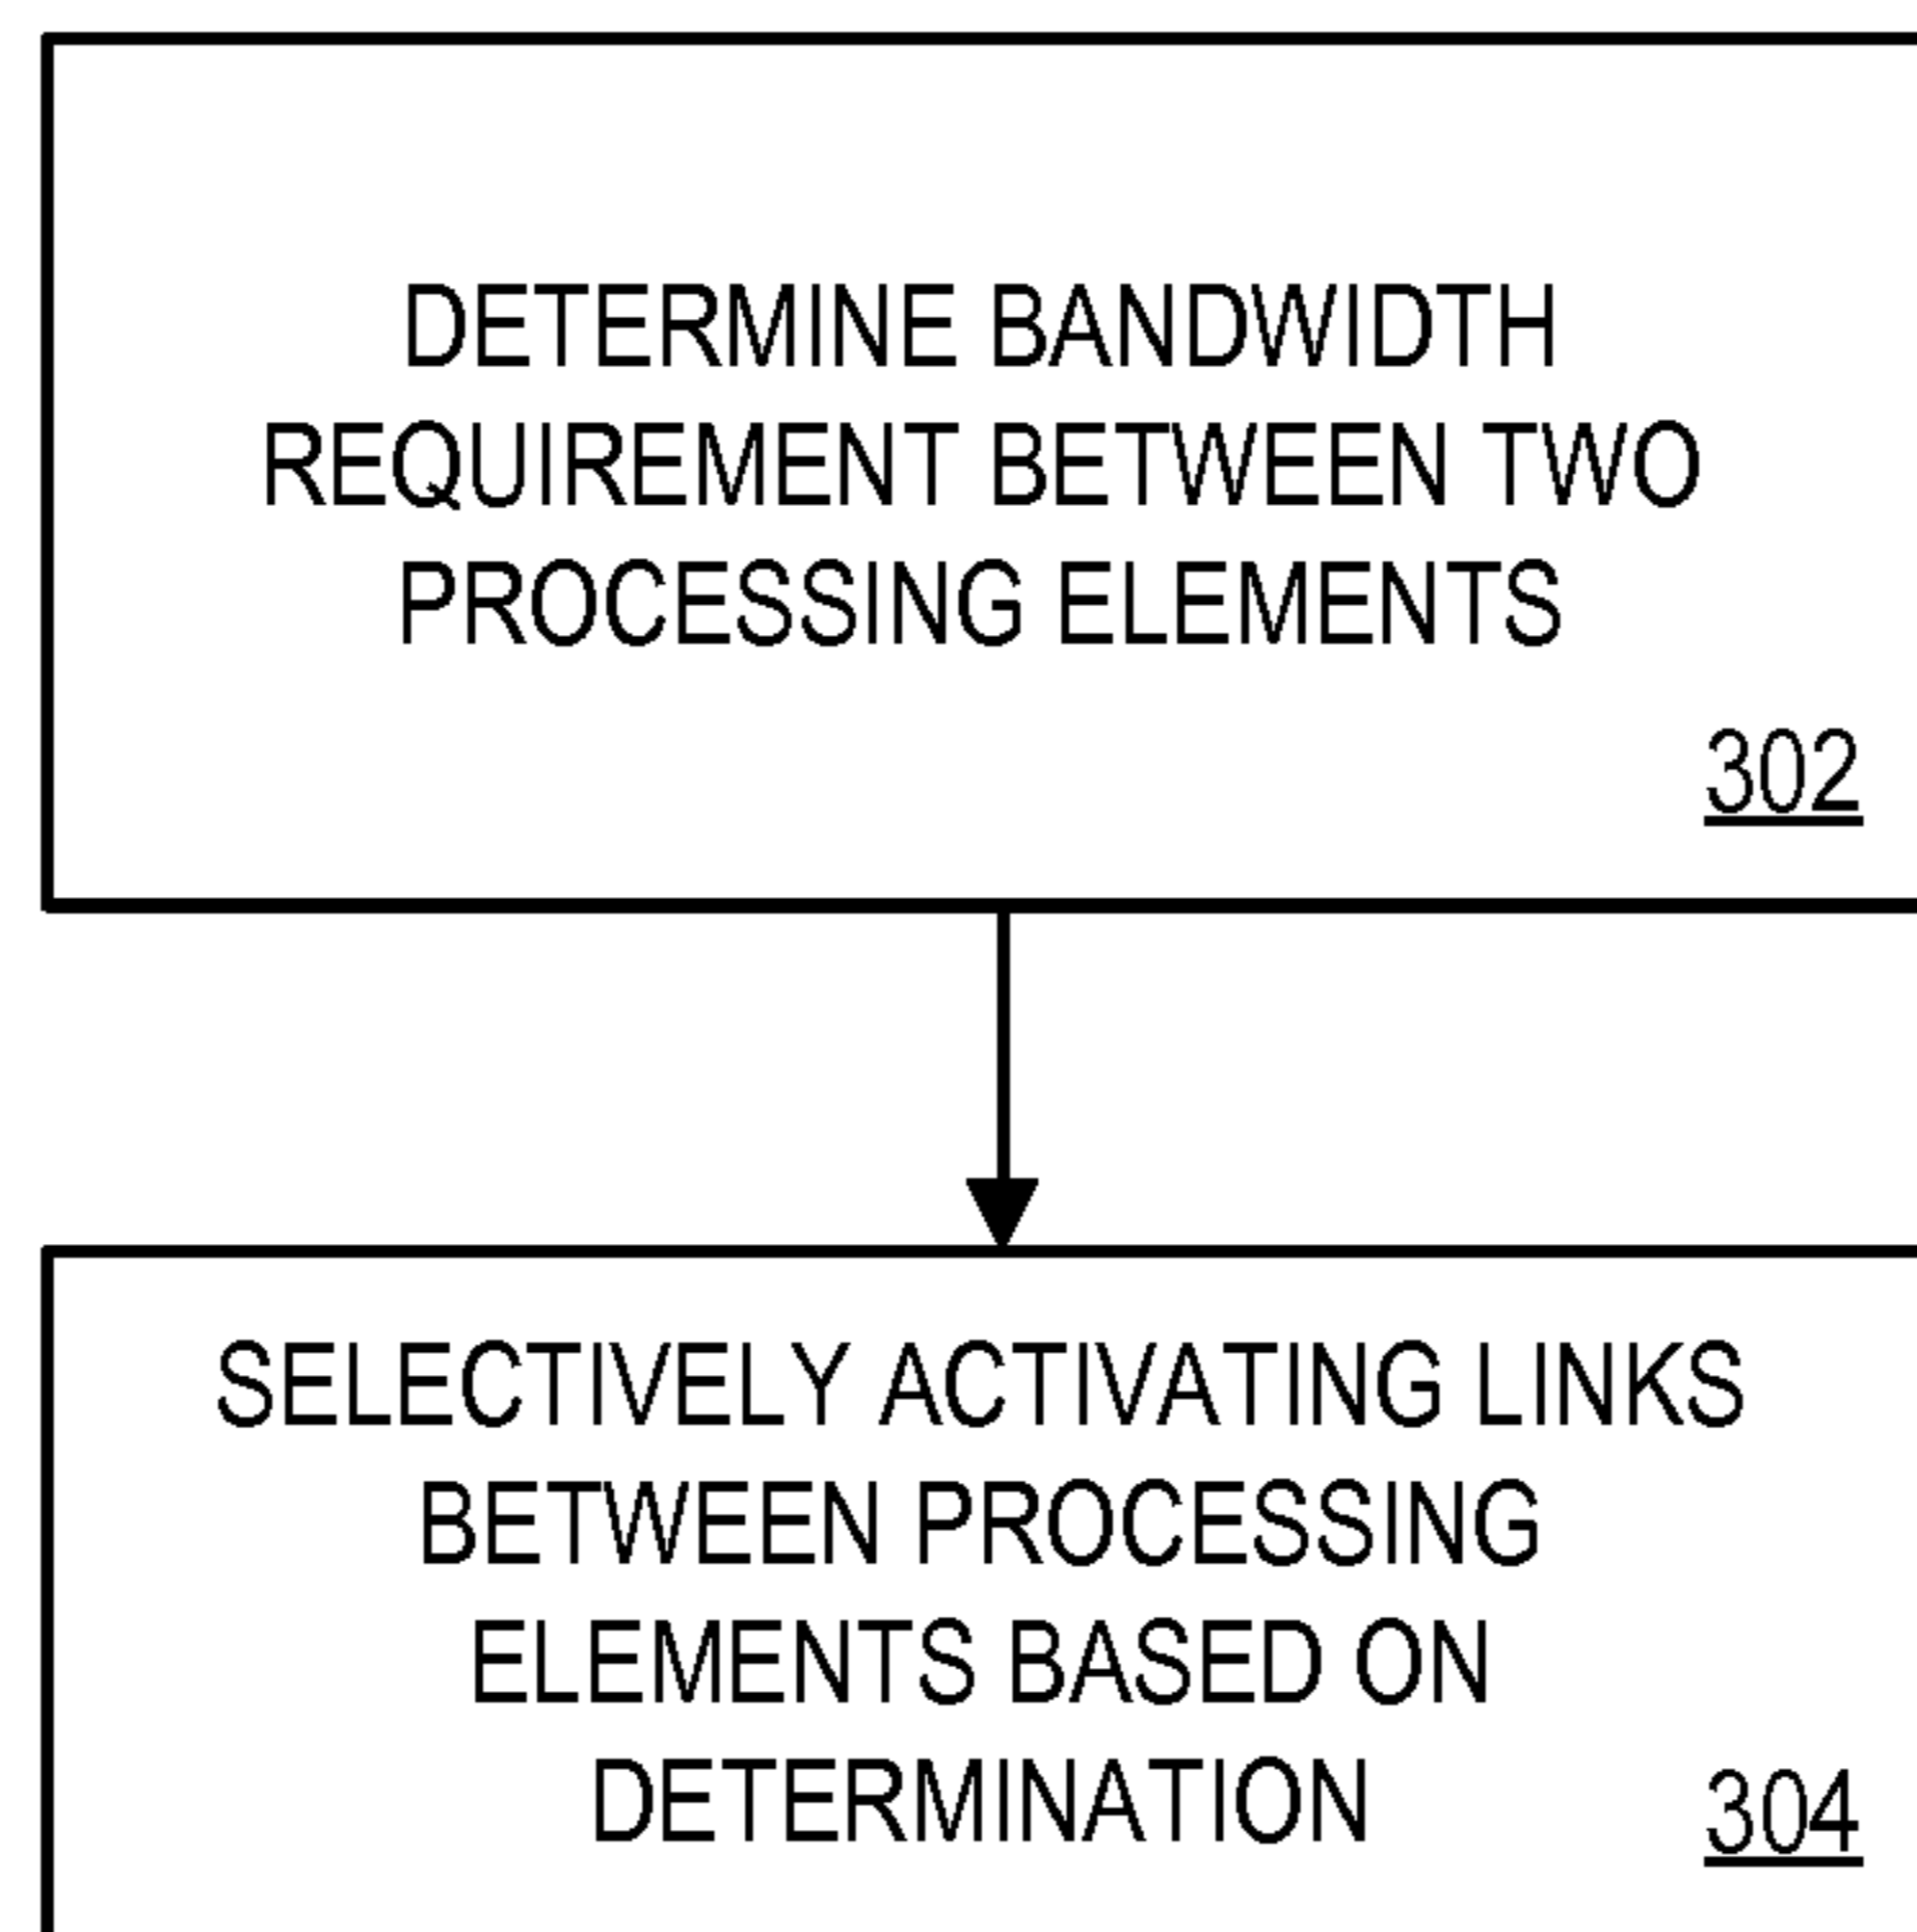 DETERMINE BANDWIDTH
REQUIREMENT BETWEEN TWO
PROCESSING ELEMENTS
302
SELECTIVELY ACTIVATING LINKS
BETWEEN PROCESSING
ELEMENTS BASED ON
DETERMINATION
304